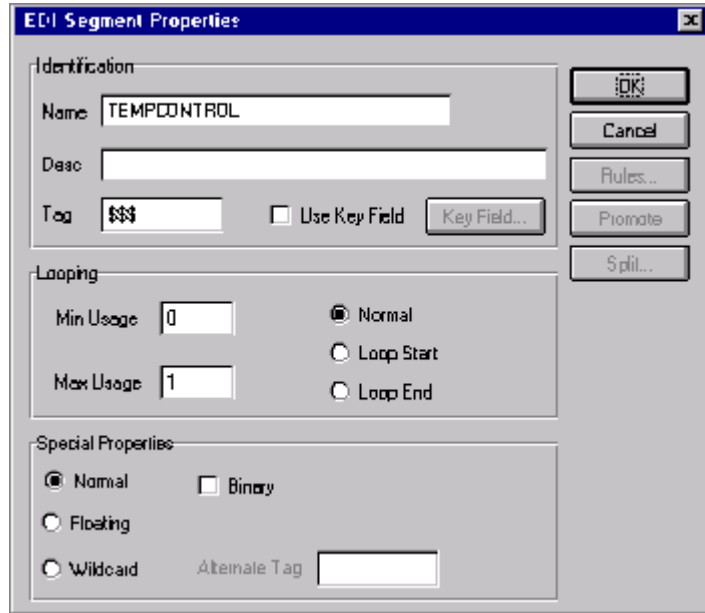 EDI Segment Properties
Identification
Name TEMPCONTROL
Desc
Tag $$$ Use Key Field Key Field...
OK
Cancel
Rules...
Promote
Split...
Looping
Min Usage 0
Max Usage 1
Normal
Loop Start
Loop End
Special Properties
Normal
Binary
Floating
Wildcard
Alternate Tag